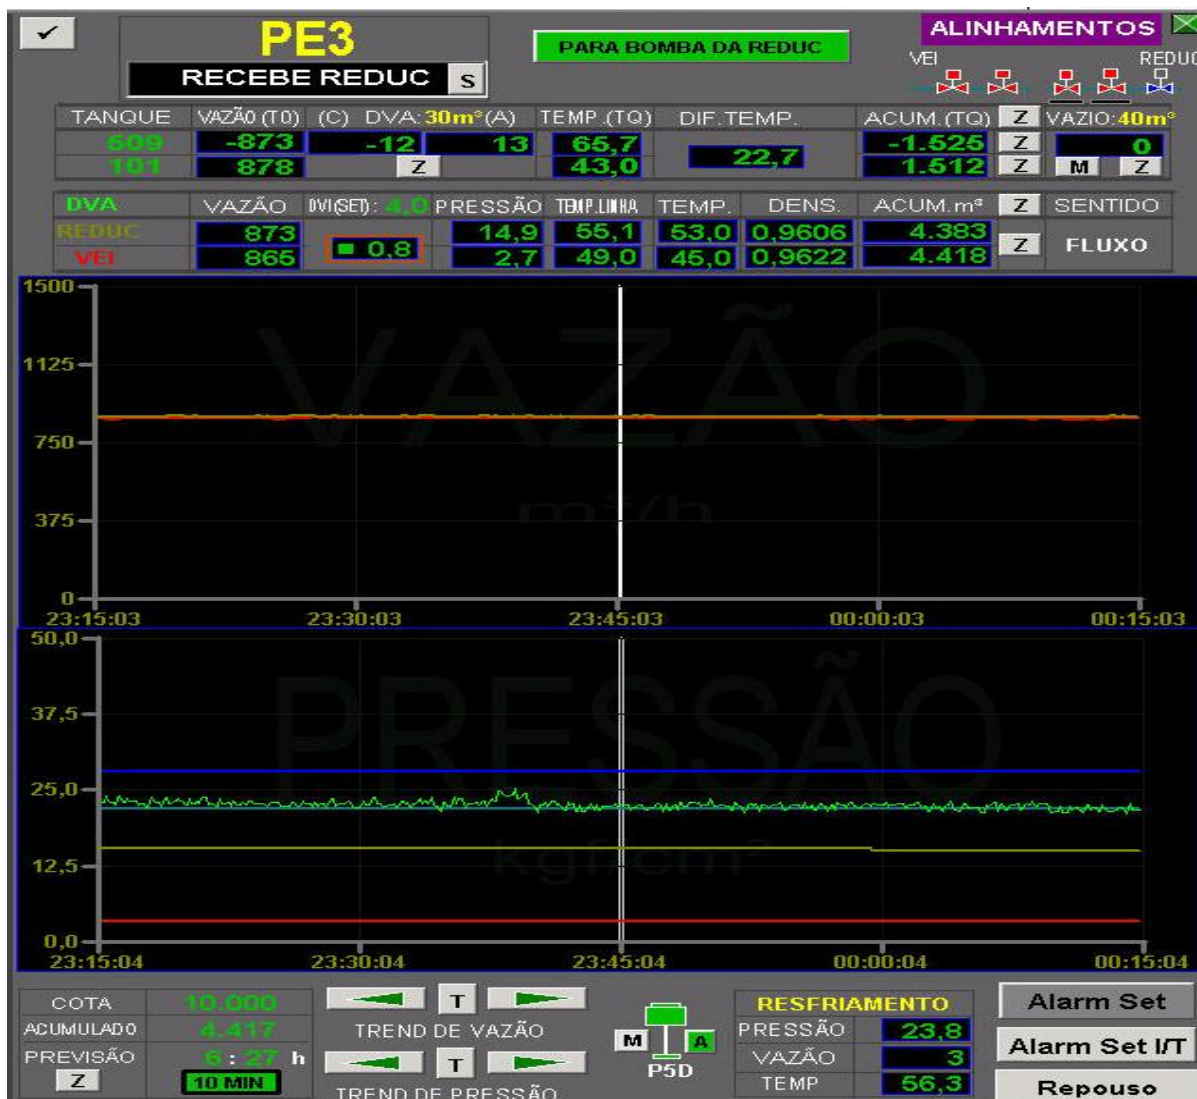 PE3
RECEBE REDUC S
PARA BOMBA DA REDUC
ALINHAMENTOS
VEI REDUC
TANQUE VAZÃO (TQ) (C) DVA: 30m³ (A) TEMP.(TQ) DIF.TEMP. ACUM.(TQ) Z VAZIO: 40m³
509 -873 -12 13 65,7 22,7 -1.525 Z 0
101 878 Z 43,0 1.512 Z M Z
DVA VAZÃO DVI(SET): 4,0 PRESSÃO TEMP.LINHA TEMP. DENS. ACUM.m³ Z SENTIDO
REDUC 873 0,8 14,9 55,1 53,0 0,9606 4.383 Z FLUXO
VEI 865 2,7 49,0 45,0 0,9622 4.418
VAZÃO
m³/h
1500
1125
750
375
0
23:15:03 23:30:03 23:45:03 00:00:03 00:15:03
PRESSÃO
kgf/cm²
50,0
37,5
25,0
12,5
0,0
23:15:04 23:30:04 23:45:04 00:00:04 00:15:04
COTA 10.000
ACUMULADO 4.417
PREVISÃO 6 : 27 h
Z 10 MIN
T
TREND DE VAZÃO
T
TREND DE PRESSÃO
M A
P5D
RESFRIAMENTO
PRESSÃO 23,8
VAZÃO 3
TEMP 56,3
Alarm Set
Alarm Set I/T
Repouso